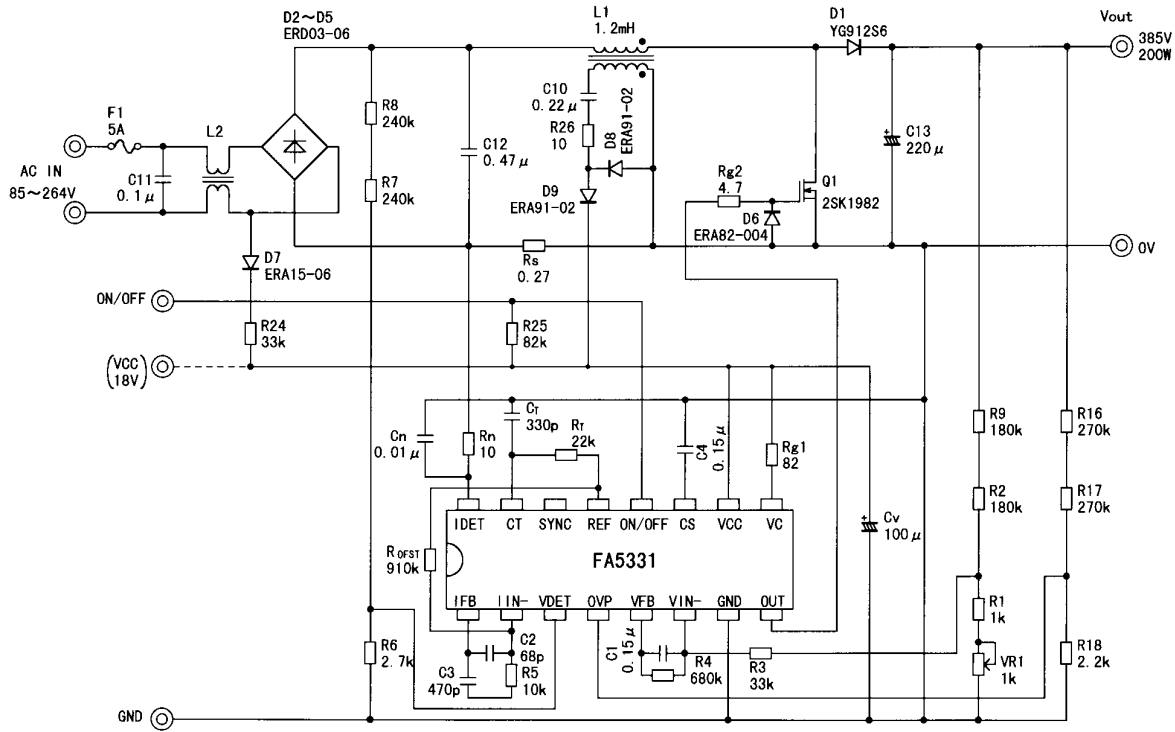 D2～D5
ERD03-06
L1
1.2mH
D1
YG912S6
Vout
385V
200W
F1
5A
L2
AC IN
85～264V
C11
0.1μ
R8
240k
R7
240k
C12
0.47μ
C10
0.22μ
R26
10
D8
ERA91-02
D9
ERA91-02
Rg2
4.7
Q1
2SK1982
D6
ERA82-004
C13
220μ
0V
Rs
0.27
D7
ERA15-06
ON/OFF
R24
33k
R25
82k
(VCC
18V)
Cn
0.01μ
Rn
10
CT
330p
RT
22k
C4
0.15μ
Rg1
82
R9
180k
R16
270k
R2
180k
R17
270k
Cv
100μ
IDET
CT
SYNC
REF
ON/OFF
CS
VCC
VC
ROFST
910k
FA5331
IFB
IIN-
VDET
OVP
VFB
VIN-
GND
OUT
R6
2.7k
C2
68p
C3
470p
R5
10k
C1
0.15μ
R4
680k
R3
33k
R1
1k
VR1
1k
R18
2.2k
GND